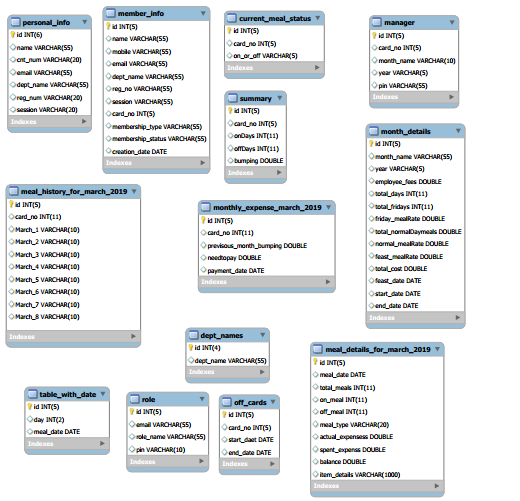 personal_info
id INT(6)
name VARCHAR(55)
cnt_num VARCHAR(20)
email VARCHAR(55)
dept_name VARCHAR(55)
reg_num VARCHAR(20)
session VARCHAR(20)
Indexes
member_info
id INT(5)
name VARCHAR(55)
mobile VARCHAR(55)
email VARCHAR(55)
dept_name VARCHAR(55)
reg_no VARCHAR(55)
session VARCHAR(55)
card_no INT(5)
membership_type VARCHAR(55)
membership_status VARCHAR(55)
creation_date DATE
Indexes
current_meal_status
id INT(5)
card_no INT(5)
on_or_off VARCHAR(5)
Indexes
manager
id INT(5)
card_no INT(5)
month_name VARCHAR(10)
year VARCHAR(5)
pin VARCHAR(55)
Indexes
summary
id INT(5)
card_no INT(5)
onDays INT(11)
offDays INT(11)
bumping DOUBLE
Indexes
month_details
id INT(5)
month_name VARCHAR(55)
year VARCHAR(5)
employee_fees DOUBLE
total_days INT(11)
total_fridays INT(11)
friday_mealRate DOUBLE
total_normalDaymeals DOUBLE
normal_mealRate DOUBLE
feast_mealRate DOUBLE
total_cost DOUBLE
feast_date DATE
start_date DATE
end_date DATE
Indexes
meal_history_for_march_2019
id INT(5)
card_no INT(11)
March_1 VARCHAR(10)
March_2 VARCHAR(10)
March_3 VARCHAR(10)
March_4 VARCHAR(10)
March_5 VARCHAR(10)
March_6 VARCHAR(10)
March_7 VARCHAR(10)
March_8 VARCHAR(10)
Indexes
monthly_expense_march_2019
id INT(5)
card_no INT(11)
previsous_month_bumping DOUBLE
needtopay DOUBLE
payment_date DATE
Indexes
dept_names
id INT(4)
dept_name VARCHAR(55)
Indexes
meal_details_for_march_2019
id INT(5)
meal_date DATE
total_meals INT(11)
on_meal INT(11)
off_meal INT(11)
meal_type VARCHAR(20)
actual_expensess DOUBLE
spent_expenss DOUBLE
balance DOUBLE
item_details VARCHAR(1000)
Indexes
table_with_date
id INT(5)
day INT(2)
meal_date DATE
Indexes
role
id INT(5)
email VARCHAR(55)
role_name VARCHAR(55)
pin VARCHAR(10)
Indexes
off_cards
id INT(5)
card_no INT(5)
start_daet DATE
end_date DATE
Indexes